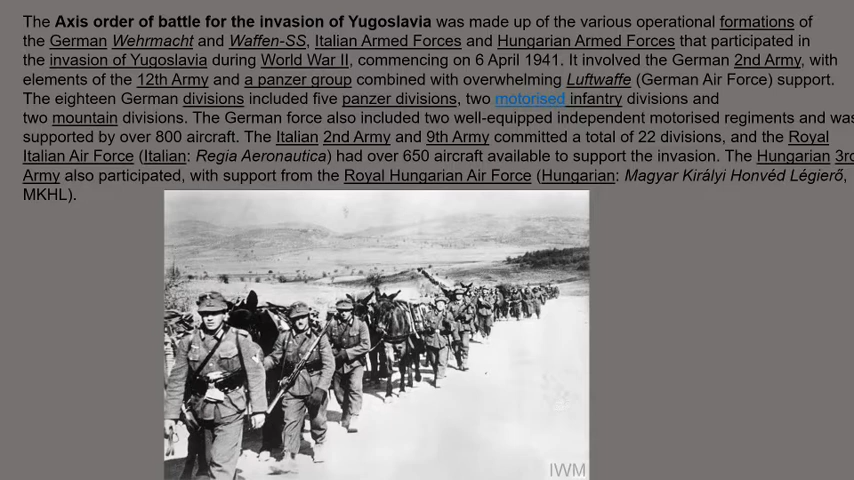 The Axis order of battle for the invasion of Yugoslavia was made up of the various operational formations of
the German Wehrmacht and Waffen-SS, Italian Armed Forces and Hungarian Armed Forces that participated in
the invasion of Yugoslavia during World War II, commencing on 6 April 1941. It involved the German 2nd Army, with
elements of the 12th Army and a panzer group combined with overwhelming Luftwaffe (German Air Force) support.
The eighteen German divisions included five panzer divisions, two motorised infantry divisions and
two mountain divisions. The German force also included two well-equipped independent motorised regiments and was
supported by over 800 aircraft. The Italian 2nd Army and 9th Army committed a total of 22 divisions, and the Royal
Italian Air Force (Italian: Regia Aeronautica) had over 650 aircraft available to support the invasion. The Hungarian 3rd
Army also participated, with support from the Royal Hungarian Air Force (Hungarian: Magyar Királyi Honvéd Légierő,
MKHL).
IWM